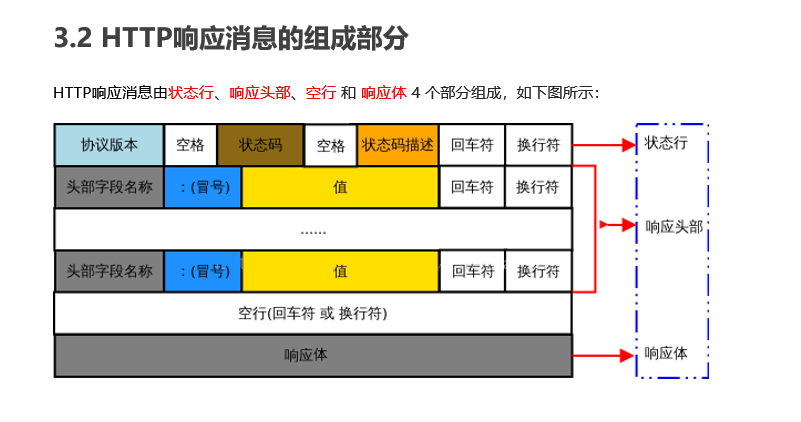 3.2 HTTP响应消息的组成部分
HTTP响应消息由状态行、响应头部、空行 和 响应体 4 个部分组成，如下图所示：
协议版本 空格 状态码 空格 状态码描述 回车符 换行符 状态行
头部字段名称 ：(冒号) 值 回车符 换行符
...... 响应头部
头部字段名称 ：(冒号) 值 回车符 换行符
空行(回车符 或 换行符)
响应体 响应体